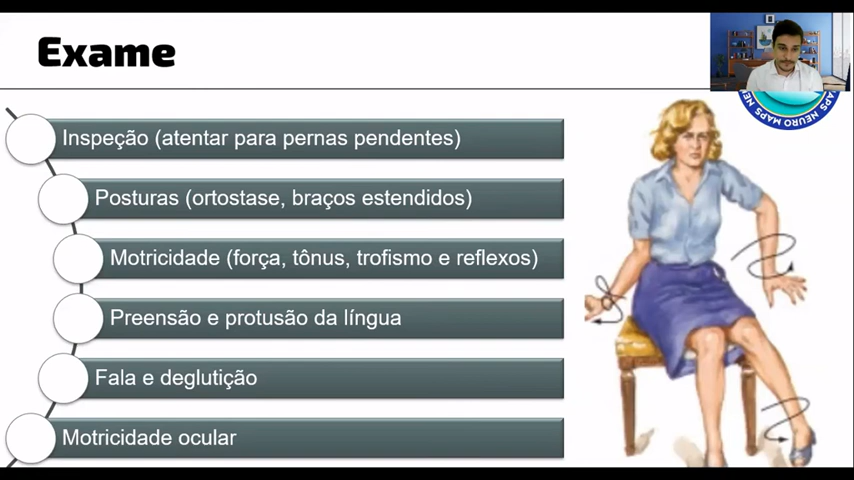 Exame
Inspeção (atentar para pernas pendentes)
Posturas (ortostase, braços estendidos)
Motricidade (força, tônus, trofismo e reflexos)
Preensão e protusão da língua
Fala e deglutição
Motricidade ocular
MAPS NEURO MAPS NE